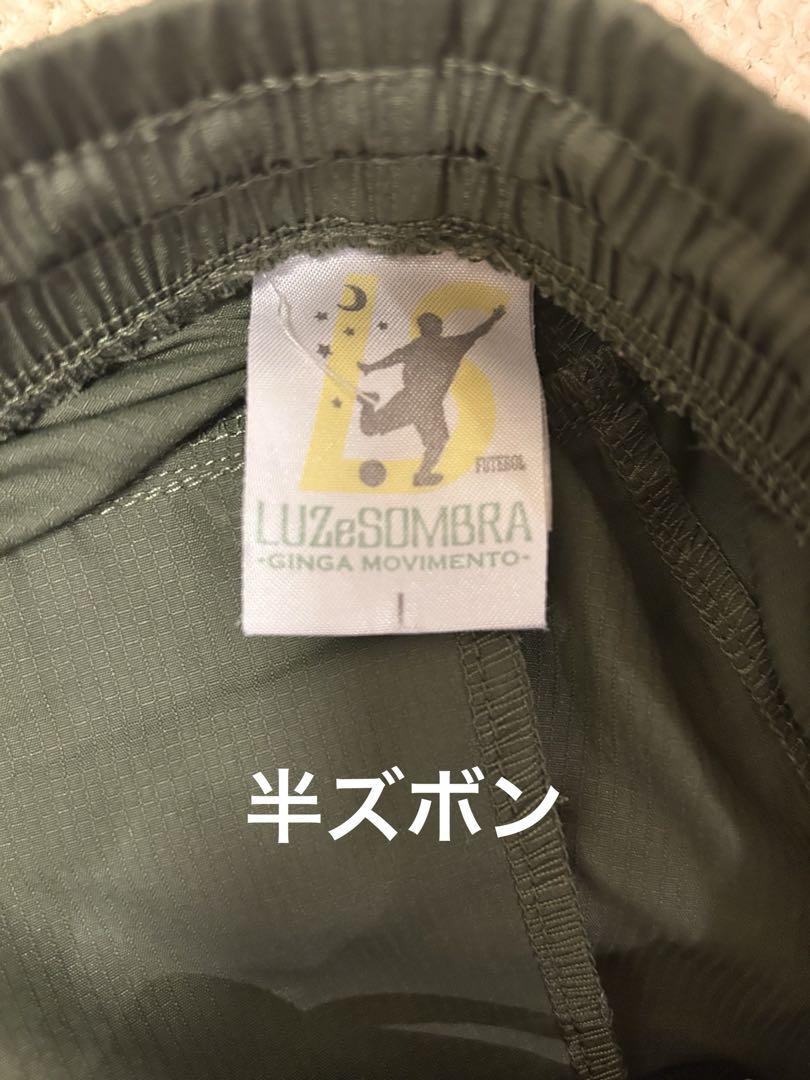 LS
FUTEBOL
LUZeSOMBRA
-GINGA MOVIMENTO-
半ズボン